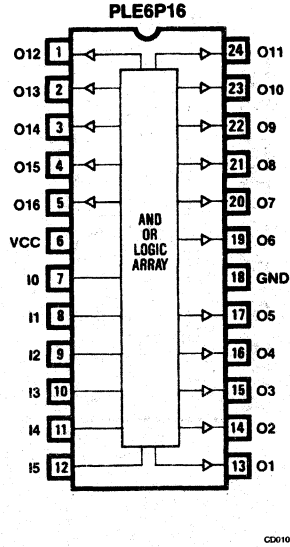 PLE6P16
O12 1 24 O11
O13 2 23 O10
O14 3 22 O9
O15 4 21 O8
O16 5 20 O7
VCC 6 19 O6
I0 7 18 GND
I1 8 17 O5
I2 9 16 O4
I3 10 15 O3
I4 11 14 O2
I5 12 13 O1
AND
OR
LOGIC
ARRAY
CD010